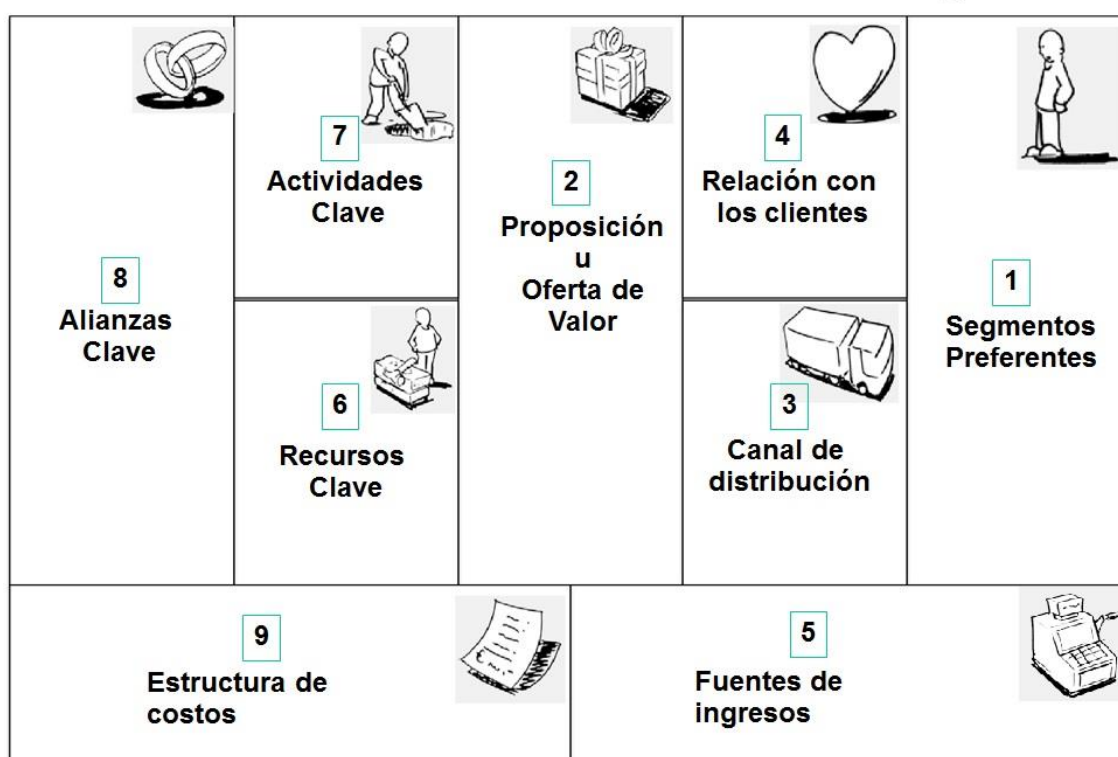 8
Alianzas
Clave
7
Actividades
Clave
6
Recursos
Clave
2
Proposición
u
Oferta de
Valor
4
Relación con
los clientes
3
Canal de
distribución
1
Segmentos
Preferentes
9
Estructura de
costos
5
Fuentes de
ingresos